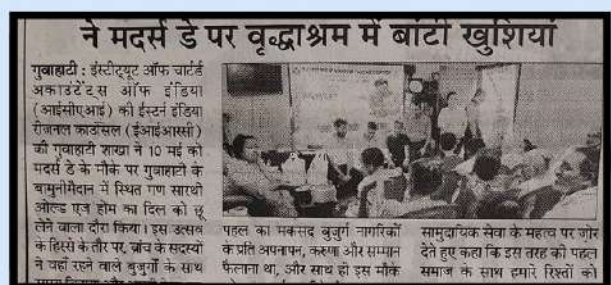 ने मदर्स डे पर वृद्धाश्रम में बांटी खुशियां
गुवाहाटी : इंस्टीट्यूट ऑफ चार्टर्ड
अकाउंटेंट्स ऑफ इंडिया
(आईसीएआई) की ईस्टर्न इंडिया
रीजनल काउंसिल (ईआईआरसी)
की गुवाहाटी शाखा ने 10 मई को
मदर्स डे के मौके पर गुवाहाटी के
बामुनीमैदान में स्थित गण सारथी
ओल्ड एज होम का दिल को छू
लेने वाला दौरा किया। इस उत्सव
के हिस्से के तौर पर, ब्रांच के सदस्यों
ने वहाँ रहने वाले बुजुर्गों के साथ
पहल का मकसद बुजुर्ग नागरिकों
के प्रति अपनापन, करुणा और सम्मान
फैलाना था, और साथ ही इस मौके
सामुदायिक सेवा के महत्व पर जोर
देते हुए कहा कि इस तरह की पहल
समाज के साथ हमारे रिश्तों को